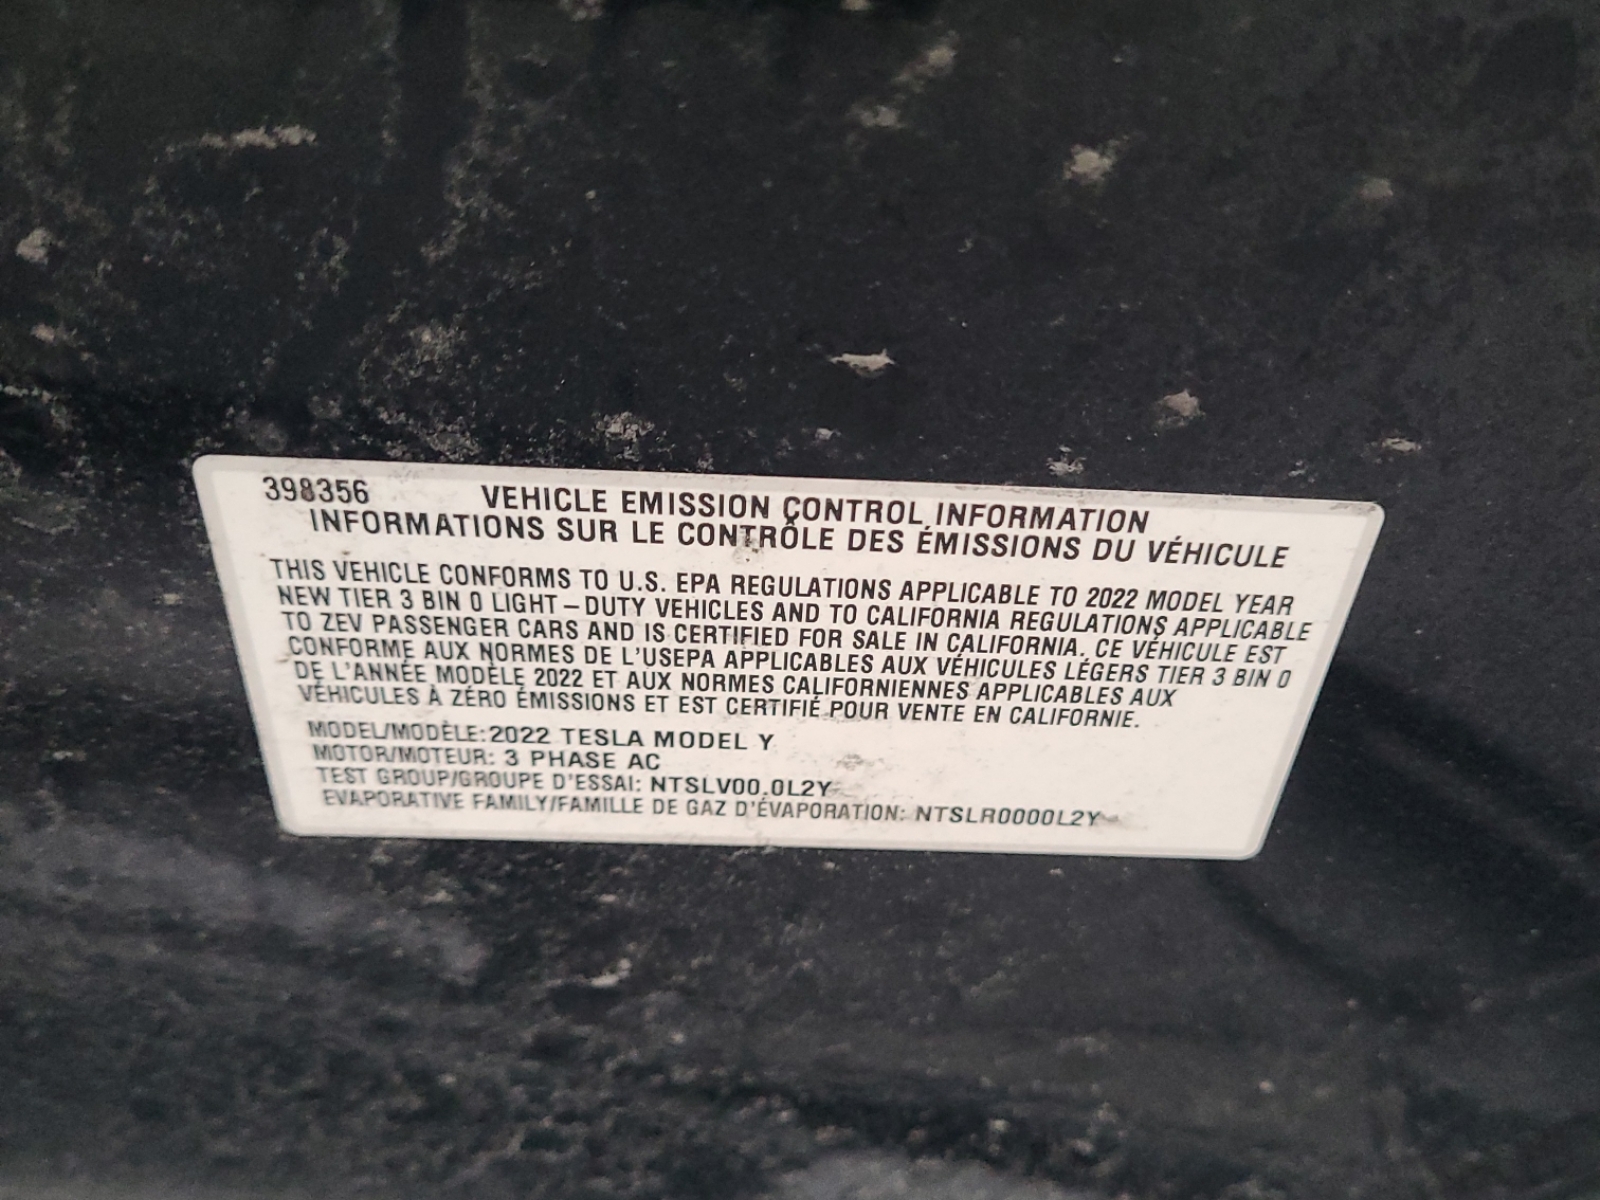 398356 VEHICLE EMISSION CONTROL INFORMATION
INFORMATIONS SUR LE CONTRÔLE DES ÉMISSIONS DU VÉHICULE
THIS VEHICLE CONFORMS TO U.S. EPA REGULATIONS APPLICABLE TO 2022 MODEL YEAR
NEW TIER 3 BIN 0 LIGHT – DUTY VEHICLES AND TO CALIFORNIA REGULATIONS APPLICABLE
TO ZEV PASSENGER CARS AND IS CERTIFIED FOR SALE IN CALIFORNIA. CE VÉHICULE EST
CONFORME AUX NORMES DE L'USEPA APPLICABLES AUX VÉHICULES LÉGERS TIER 3 BIN 0
DE L'ANNÉE MODÈLE 2022 ET AUX NORMES CALIFORNIENNES APPLICABLES AUX
VÉHICULES À ZÉRO ÉMISSIONS ET EST CERTIFIÉ POUR VENTE EN CALIFORNIE.
MODEL/MODÈLE:2022 TESLA MODEL Y
MOTOR/MOTEUR: 3 PHASE AC
TEST GROUP/GROUPE D'ESSAI: NTSLV00.0L2Y
EVAPORATIVE FAMILY/FAMILLE DE GAZ D'ÉVAPORATION: NTSLR0000L2Y